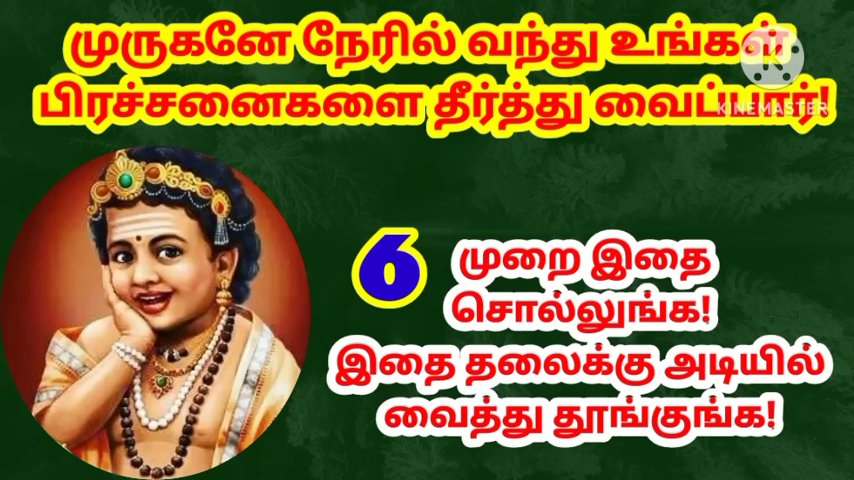 முருகனே நேரில் வந்து உங்கள்
பிரச்சனைகளை தீர்த்து வைப்பார்!
KINEMASTER
6 முறை இதை
சொல்லுங்க!
இதை தலைக்கு அடியில்
வைத்து தூங்குங்க!